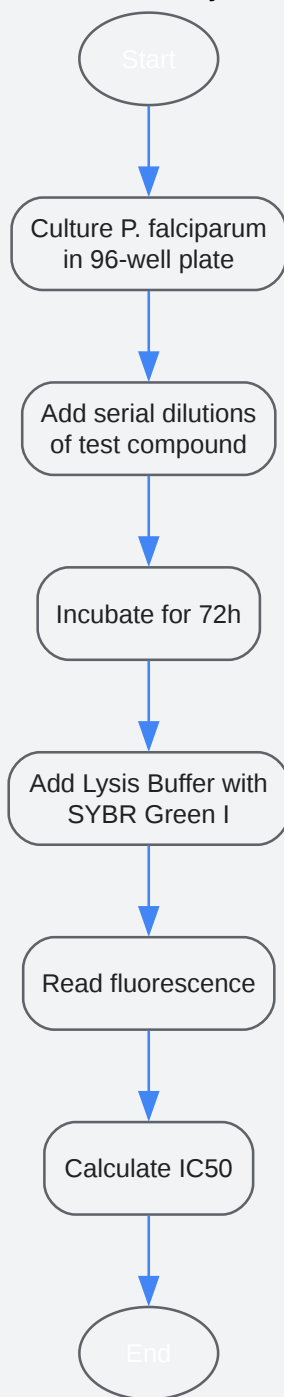 Start
Culture P. falciparum
in 96-well plate
Add serial dilutions
of test compound
Incubate for 72h
Add Lysis Buffer with
SYBR Green I
Read fluorescence
Calculate IC50
End